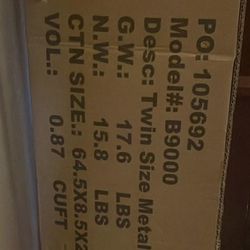 PO: 105692
Model#: B9000
Desc: Twin Size Metal
G.W.: 17.6 LBS
N.W.: 15.8 LBS
CTN SIZE.: 64.5X8.5X2
VOL.: 0.87 CUFT